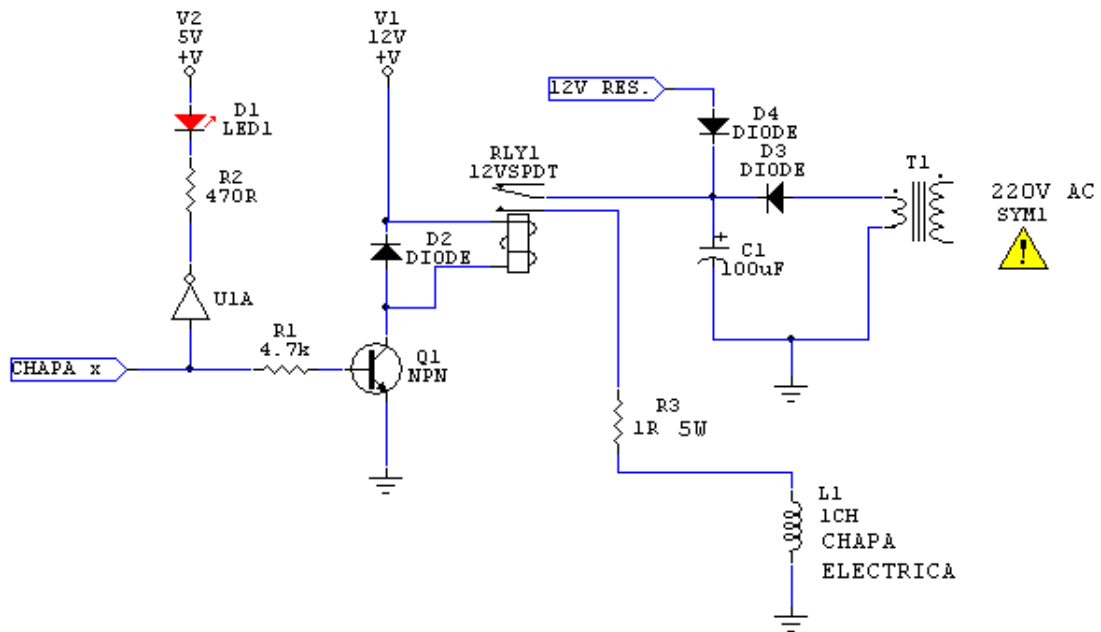 V2
5V
+V
V1
12V
+V
D1
LED1
R2
470R
U1A
CHAPA x
R1
4.7k
Q1
NPN
D2
DIODE
RLY1
12VSPDT
12V RES.
D4
DIODE
D3
DIODE
C1
100uF
+
T1
220V AC
SYM1
!
R3
1R 5W
L1
1CH
CHAPA
ELECTRICA